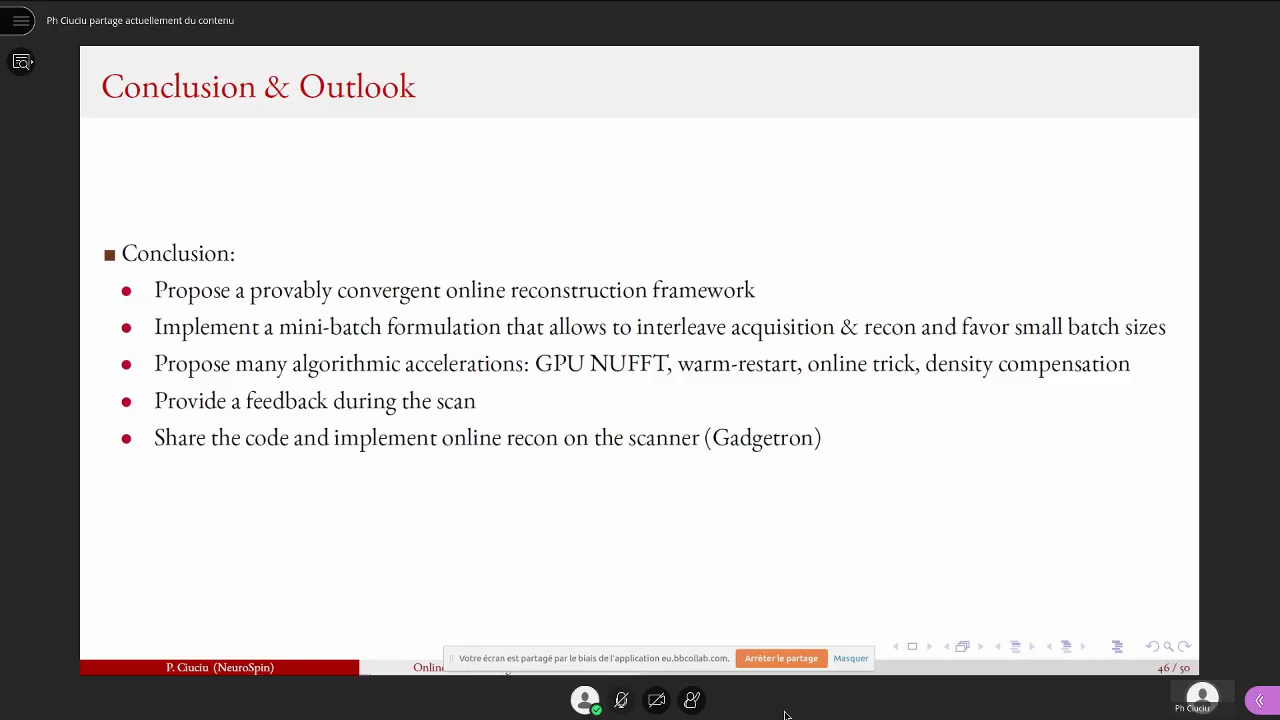 Ph Ciuciu partage actuellement du contenu
Conclusion & Outlook
Conclusion:
Propose a provably convergent online reconstruction framework
Implement a mini-batch formulation that allows to interleave acquisition & recon and favor small batch sizes
Propose many algorithmic accelerations: GPU NUFFT, warm-restart, online trick, density compensation
Provide a feedback during the scan
Share the code and implement online recon on the scanner (Gadgetron)
Votre écran est partagé par le biais de l'application eu.bbcollab.com. Arrêter le partage Masquer
P. Ciuciu (NeuroSpin) Onlin 46 / 50
Ph Ciuciu